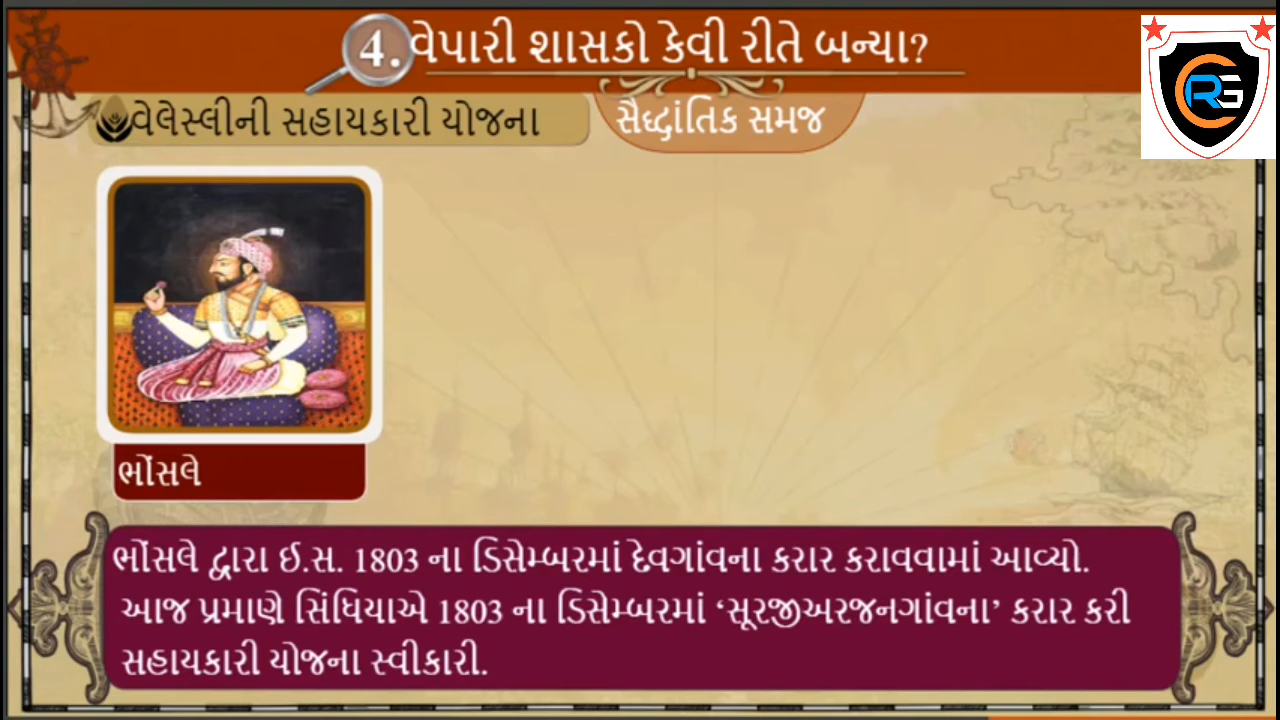 4. વેપારી શાસકો કેવી રીતે બન્યા?
વેલેસ્લીની સહાયકારી યોજના
સૈદ્ધાંતિક સમજ
CRG
ભોંસલે
ભોંસલે દ્વારા ઈ.સ. 1803 ના ડિસેમ્બરમાં દેવગાંવના કરાર કરાવવામાં આવ્યો.
આજ પ્રમાણે સિંધિયાએ 1803 ના ડિસેમ્બરમાં ‘સૂરજીઅરજનગાંવના’ કરાર કરી
સહાયકારી યોજના સ્વીકારી.